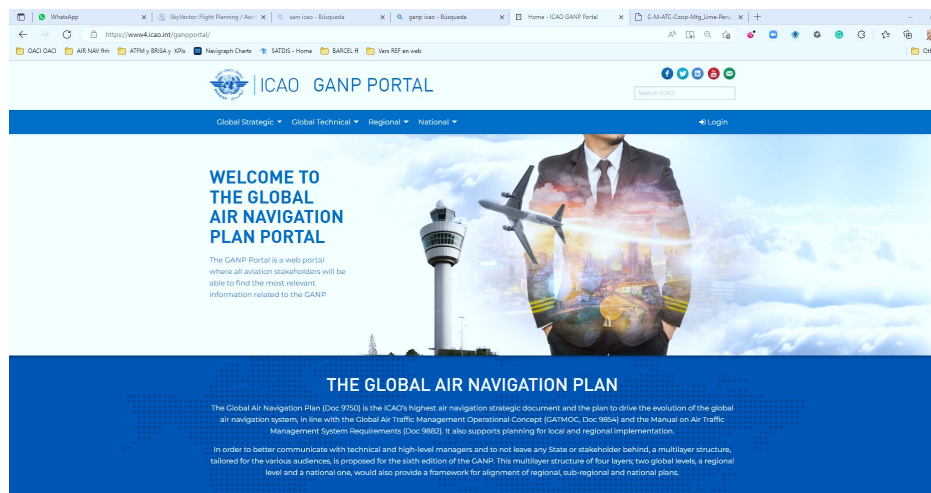 WhatsApp
SkyVector: Flight Planning / Aero
sam icao - Búsqueda
ganp icao - Búsqueda
Home - ICAO GANP Portal
C-M-ATC-Coop-Mtg_Lima-Peru_
https://www4.icao.int/ganpportal/
OACI OACI
AIR NAV frhh
ATFM y BRISA y KPIs
Navigraph Charts
SATDIS - Home
BARCEL ff
Vars REF en web
ICAO GANP PORTAL
Search ICAO
Global Strategic
Global Technical
Regional
National
Login
WELCOME TO
THE GLOBAL
AIR NAVIGATION
PLAN PORTAL
The GANP Portal is a web portal
where all aviation stakeholders will be
able to find the most relevant
information related to the GANP
THE GLOBAL AIR NAVIGATION PLAN
The Global Air Navigation Plan (Doc 9750) is the ICAO's highest air navigation strategic document and the plan to drive the evolution of the global
air navigation system, in line with the Global Air Traffic Management Operational Concept (GATMOC, Doc 9854) and the Manual on Air Traffic
Management System Requirements (Doc 9882). It also supports planning for local and regional implementation.
In order to better communicate with technical and high-level managers and to not leave any State or stakeholder behind, a multilayer structure,
tailored for the various audiences, is proposed for the sixth edition of the GANP. This multilayer structure of four layers; two global levels, a regional
level and a national one, would also provide a framework for alignment of regional, sub-regional and national plans.